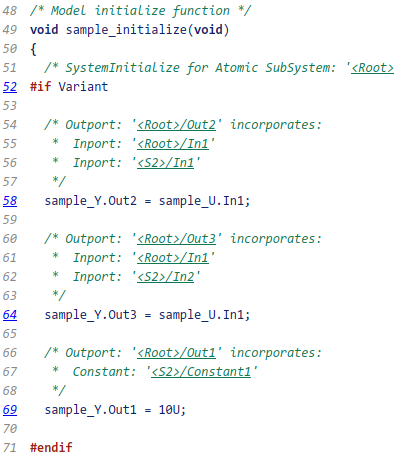 48 /* Model initialize function */
49 void sample_initialize(void)
50 {
51 /* SystemInitialize for Atomic SubSystem: '<Root>
52 #if Variant
53
54 /* Outport: '<Root>/Out2' incorporates:
55 * Inport: '<Root>/In1'
56 * Inport: '<S2>/In1'
57 */
58 sample_Y.Out2 = sample_U.In1;
59
60 /* Outport: '<Root>/Out3' incorporates:
61 * Inport: '<Root>/In1'
62 * Inport: '<S2>/In2'
63 */
64 sample_Y.Out3 = sample_U.In1;
65
66 /* Outport: '<Root>/Out1' incorporates:
67 * Constant: '<S2>/Constant1'
68 */
69 sample_Y.Out1 = 10U;
70
71 #endif